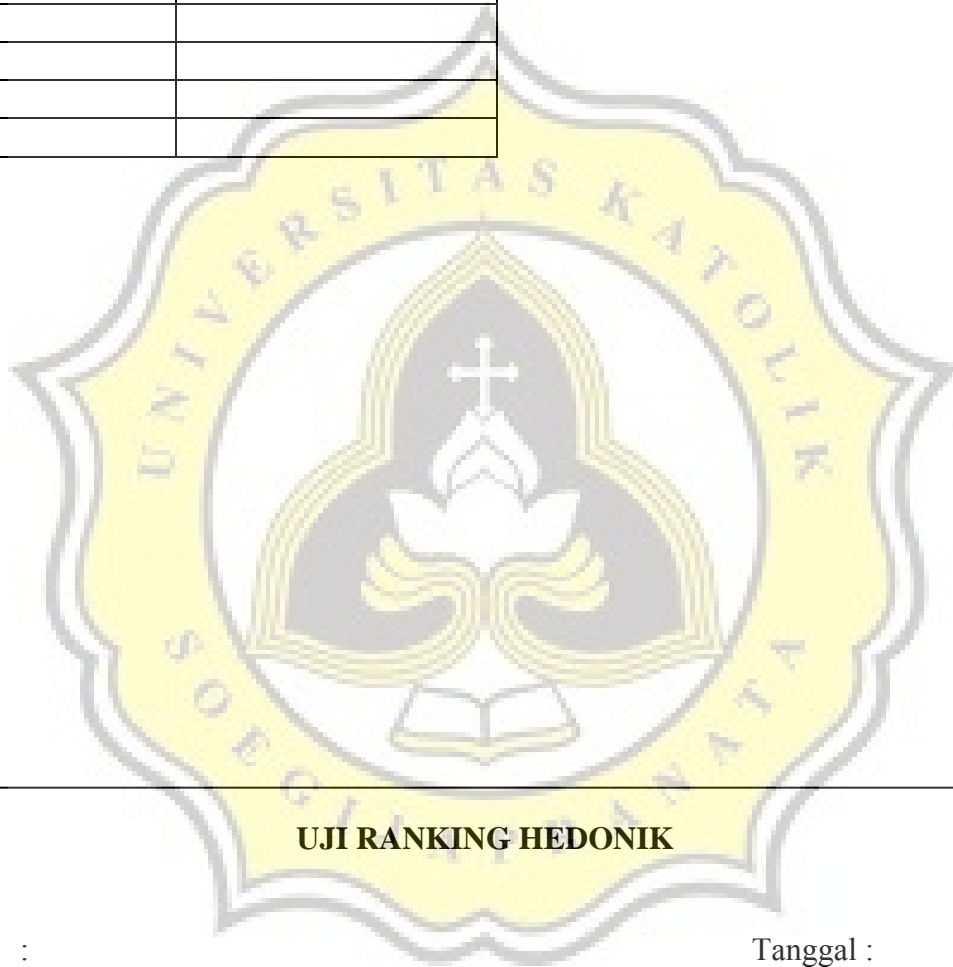 UNIVERSITAS KATOLIK
SOEGIJAPRANATA
UJI RANKING HEDONIK
: Tanggal :